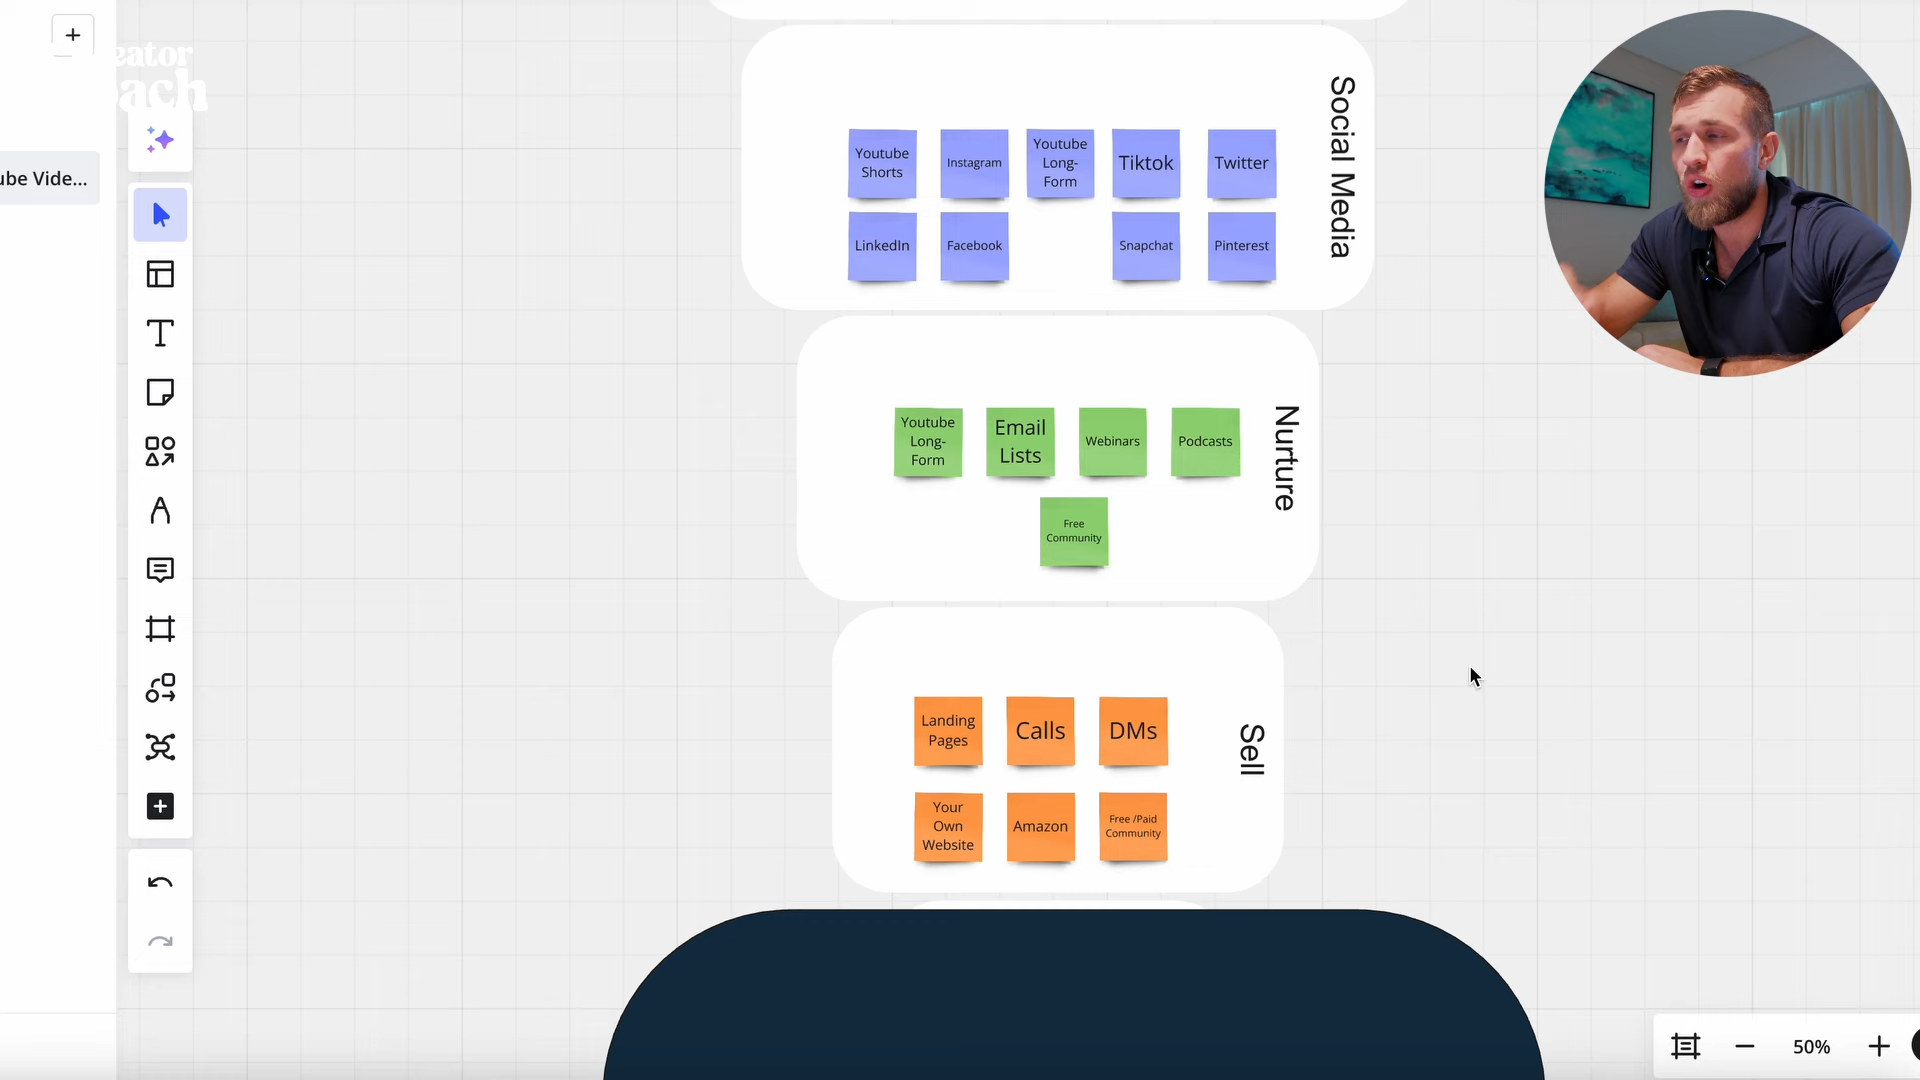 eator
ach
ube Vide...
Social Media
Youtube
Shorts
Instagram
Youtube
Long-
Form
Tiktok
Twitter
LinkedIn
Facebook
Snapchat
Pinterest
Nurture
Youtube
Long-
Form
Email
Lists
Webinars
Podcasts
Free
Community
Sell
Landing
Pages
Calls
DMs
Your
Own
Website
Amazon
Free /Paid
Community
50%